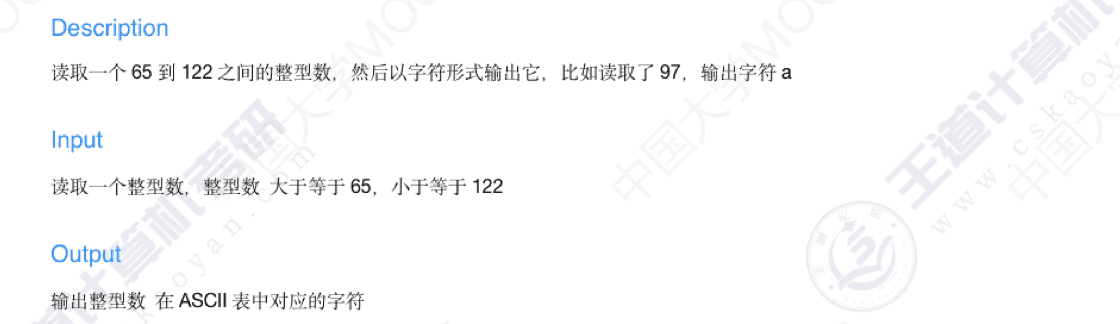 Description
读取一个 65 到 122 之间的整型数，然后以字符形式输出它，比如读取了 97，输出字符 a
Input
读取一个整型数，整型数 大于等于 65，小于等于 122
Output
输出整型数 在 ASCII 表中对应的字符